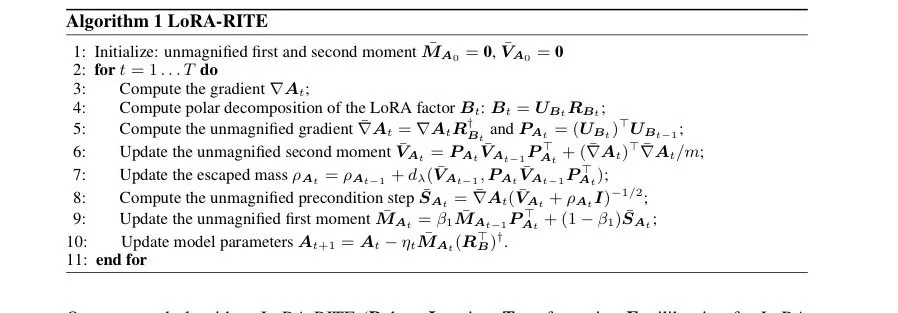 Algorithm 1 LoRA-RITE
1: Initialize: unmagnified first and second moment M̄_{A_0} = 0, V̄_{A_0} = 0
2: for t = 1 … T do
3: Compute the gradient ∇A_t;
4: Compute polar decomposition of the LoRA factor B_t: B_t = U_{B_t} R_{B_t};
5: Compute the unmagnified gradient ∇̄A_t = ∇A_t R†_{B_t} and P_{A_t} = (U_{B_t})^⊤ U_{B_{t−1}};
6: Update the unmagnified second moment V̄_{A_t} = P_{A_t} V̄_{A_{t−1}} P^⊤_{A_t} + (∇̄A_t)^⊤ ∇̄A_t/m;
7: Update the escaped mass ρ_{A_t} = ρ_{A_{t−1}} + d_λ(V̄_{A_{t−1}}, P_{A_t} V̄_{A_{t−1}} P^⊤_{A_t});
8: Update the unmagnified precondition step S̄_{A_t} = ∇̄A_t(V̄_{A_t} + ρ_{A_t} I)^{−1/2};
9: Update the unmagnified first moment M̄_{A_t} = β_1 M̄_{A_{t−1}} P^⊤_{A_t} + (1 − β_1) S̄_{A_t};
10: Update model parameters A_{t+1} = A_t − η_t M̄_{A_t} (R^⊤_B)†.
11: end for